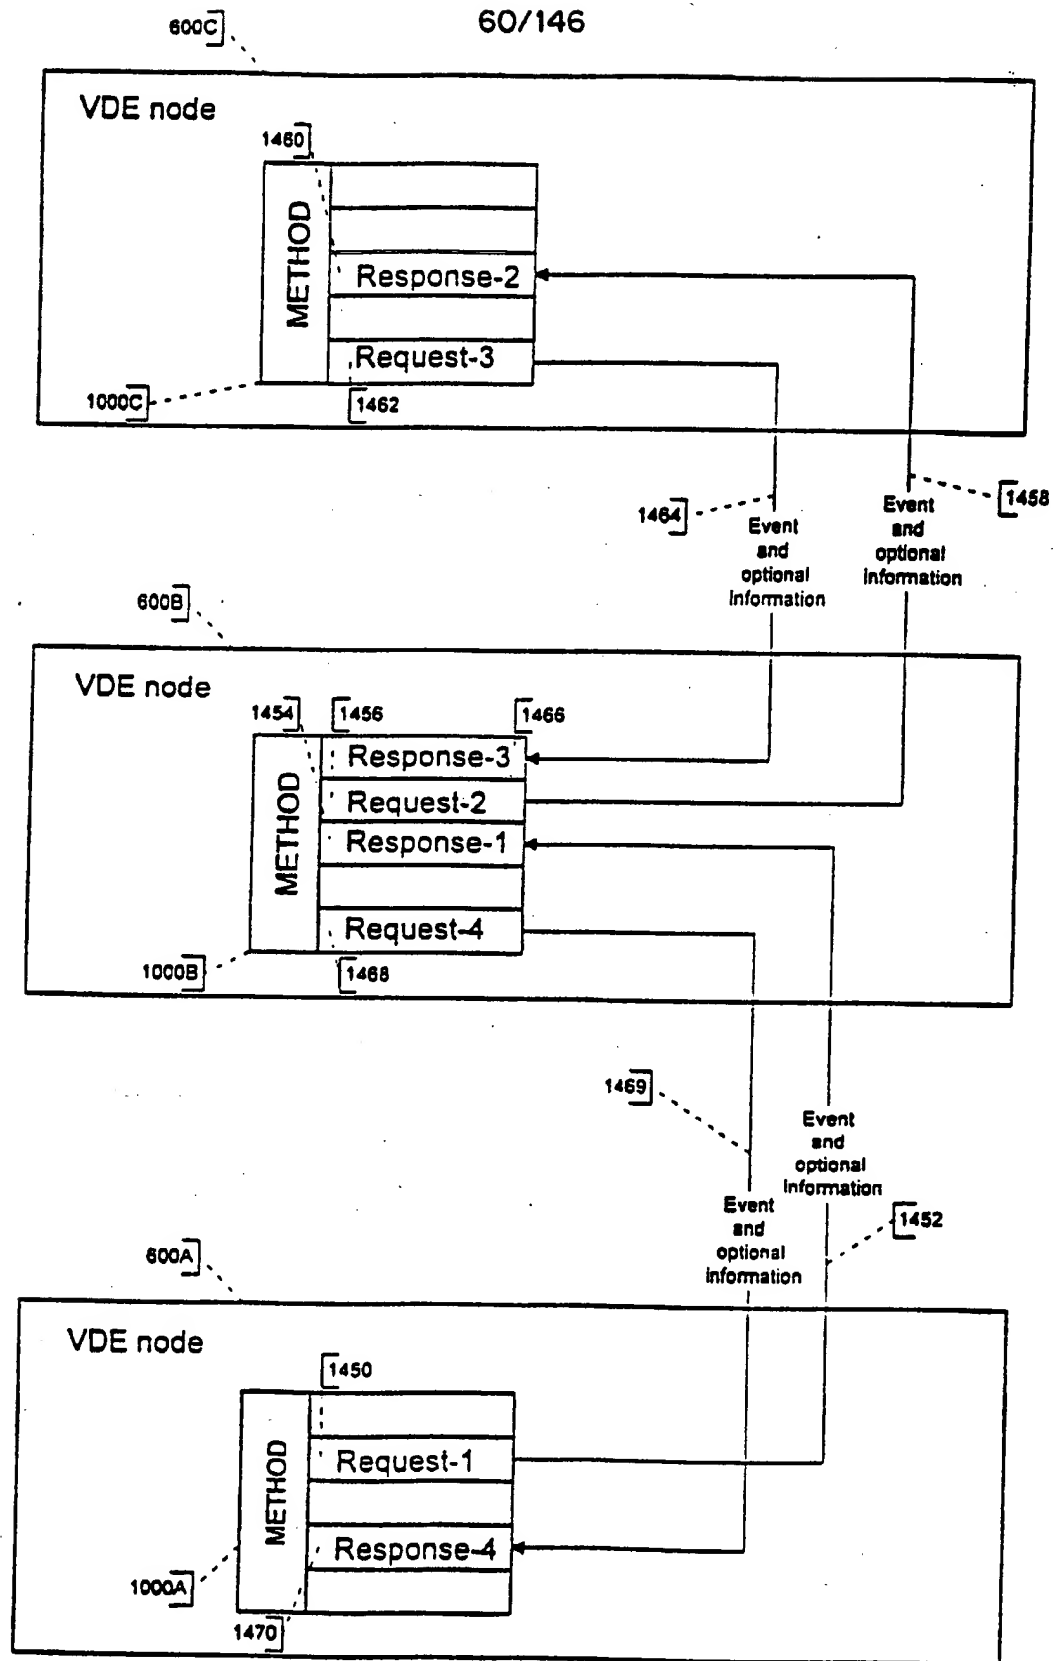 60/146
600C
VDE node
1460
METHOD
Response-2
Request-3
1000C
1462
1464
1458
Event
and
optional
information
Event
and
optional
information
600B
VDE node
1454
1456
1466
METHOD
Response-3
Request-2
Response-1
Request-4
1000B
1468
1469
Event
and
optional
information
Event
and
optional
information
1452
600A
VDE node
1450
METHOD
Request-1
Response-4
1000A
1470